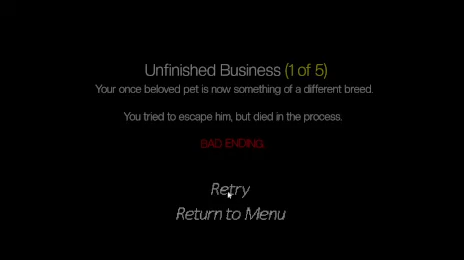 Unfinished Business (1 of 5)
Your once beloved pet is now something of a different breed.
You tried to escape him, but died in the process.
BAD ENDING.
Retry
Return to Menu